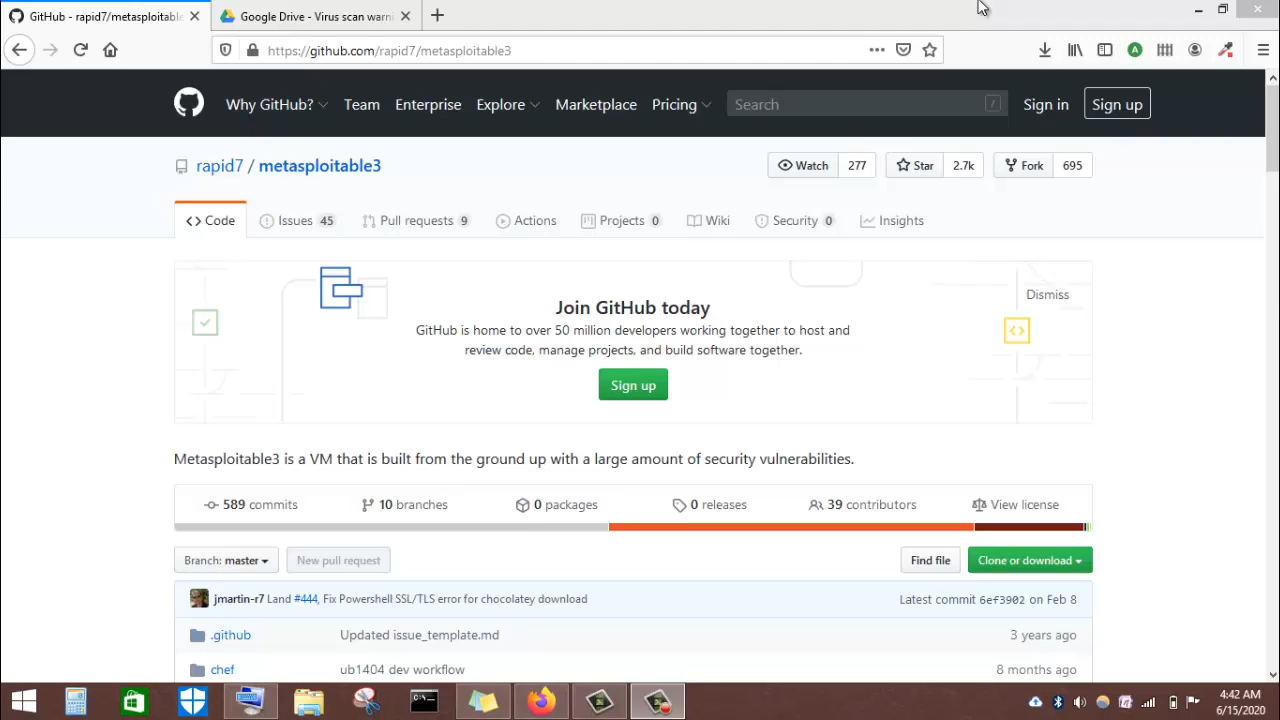 GitHub - rapid7/metasploitable
Google Drive - Virus scan warni
https://github.com/rapid7/metasploitable3
A
Why GitHub?
Team
Enterprise
Explore
Marketplace
Pricing
Search
/
Sign in
Sign up
rapid7 / metasploitable3
Watch 277
Star 2.7k
Fork 695
Code
Issues 45
Pull requests 9
Actions
Projects 0
Wiki
Security 0
Insights
Dismiss
Join GitHub today
GitHub is home to over 50 million developers working together to host and
review code, manage projects, and build software together.
Sign up
Metasploitable3 is a VM that is built from the ground up with a large amount of security vulnerabilities.
589 commits
10 branches
0 packages
0 releases
39 contributors
View license
Branch: master
New pull request
Find file
Clone or download
jmartin-r7 Land #444, Fix Powershell SSL/TLS error for chocolatey download
Latest commit 6ef3902 on Feb 8
.github
Updated issue_template.md
3 years ago
chef
ub1404 dev workflow
8 months ago
4:42 AM
6/15/2020